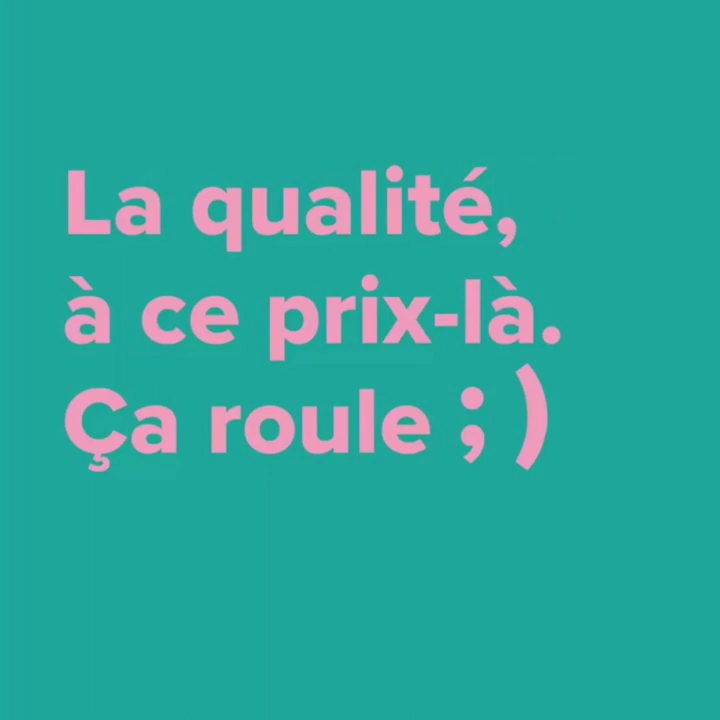 La qualité,
à ce prix-là.
Ça roule ; )